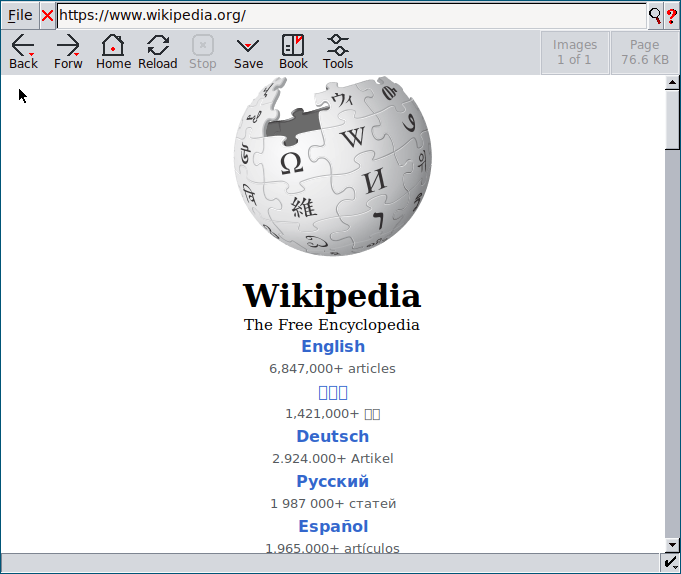 File https://www.wikipedia.org/ ?
Back Forw Home Reload Stop Save Book Tools
Images
1 of 1
Page
76.6 KB
Ω W И 維 ウィ ר
Wikipedia
The Free Encyclopedia
English
6,847,000+ articles
1,421,000+
Deutsch
2.924.000+ Artikel
Русский
1 987 000+ статей
Español
1.965.000+ artículos